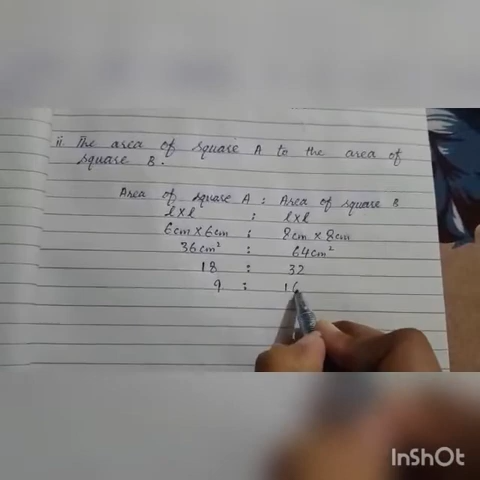 ii. The area of square A to the area of
square B.
Area of square A : Area of square B
l×l : l×l
6cm×6cm : 8cm×8cm
36cm² : 64cm²
18 : 32
9 : 16
InShOt